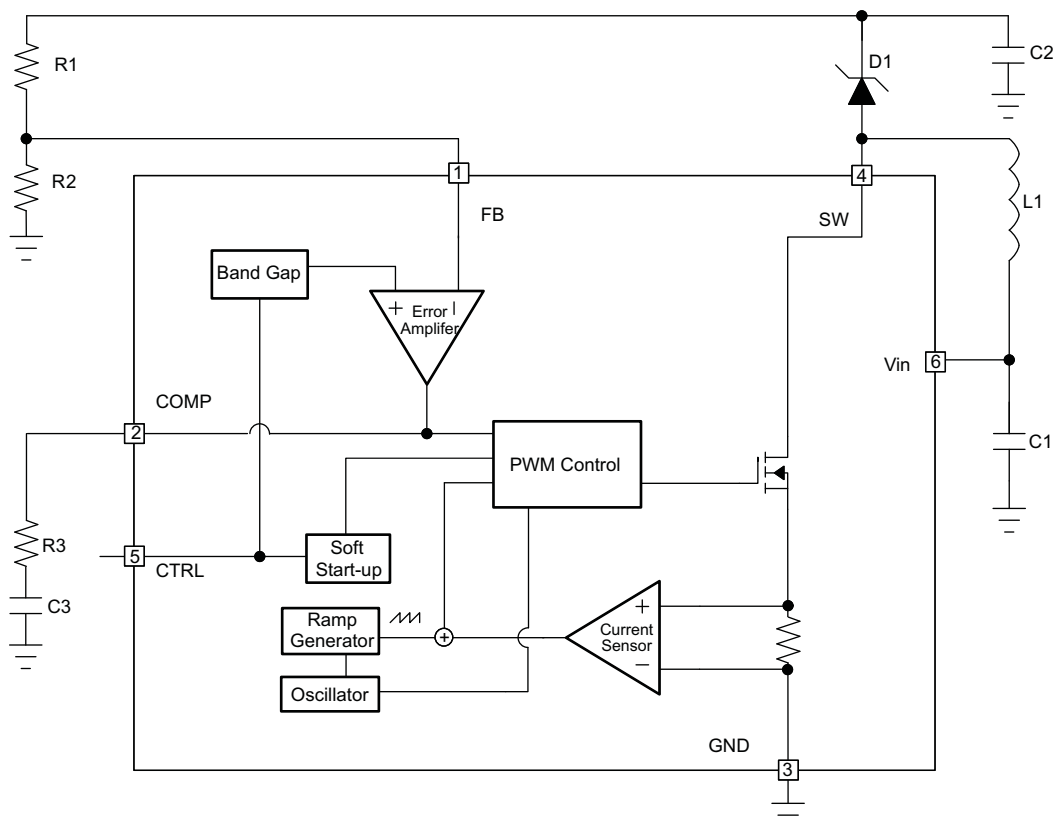 R1
D1
C2
R2
1
4
FB
SW
L1
Band Gap
+ Error –
Amplifer
Vin
6
COMP
2
PWM Control
C1
R3
5
CTRL
Soft
Start-up
C3
Ramp
Generator
+
+
Current
Sensor
–
Oscillator
GND
3